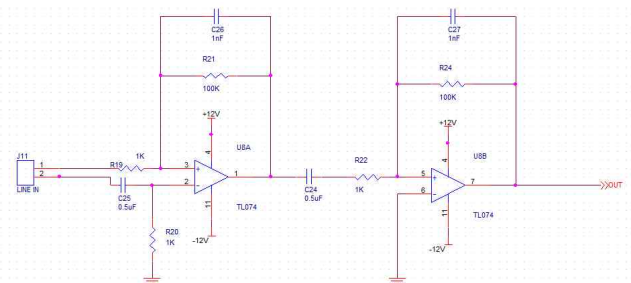 C26
1nF
R21
100K
+12V
4
U8A
J11
1
2
LINE IN
R19
1K
3
+
2
-
1
11
TL074
-12V
C25
0.5uF
R20
1K
C24
0.5uF
R22
1K
C27
1nF
R24
100K
+12V
4
U8B
5
+
6
-
7
11
TL074
-12V
OUT